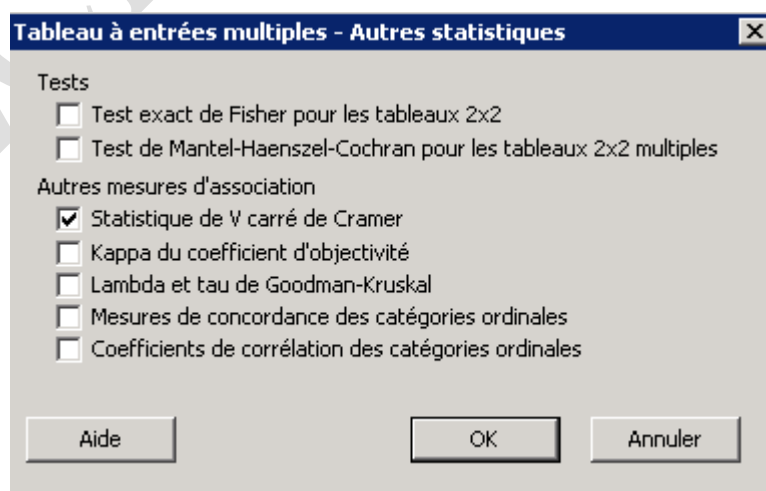 Tableau à entrées multiples - Autres statistiques
Tests
Test exact de Fisher pour les tableaux 2x2
Test de Mantel-Haenszel-Cochran pour les tableaux 2x2 multiples
Autres mesures d'association
Statistique de V carré de Cramer
Kappa du coefficient d'objectivité
Lambda et tau de Goodman-Kruskal
Mesures de concordance des catégories ordinales
Coefficients de corrélation des catégories ordinales
Aide OK Annuler